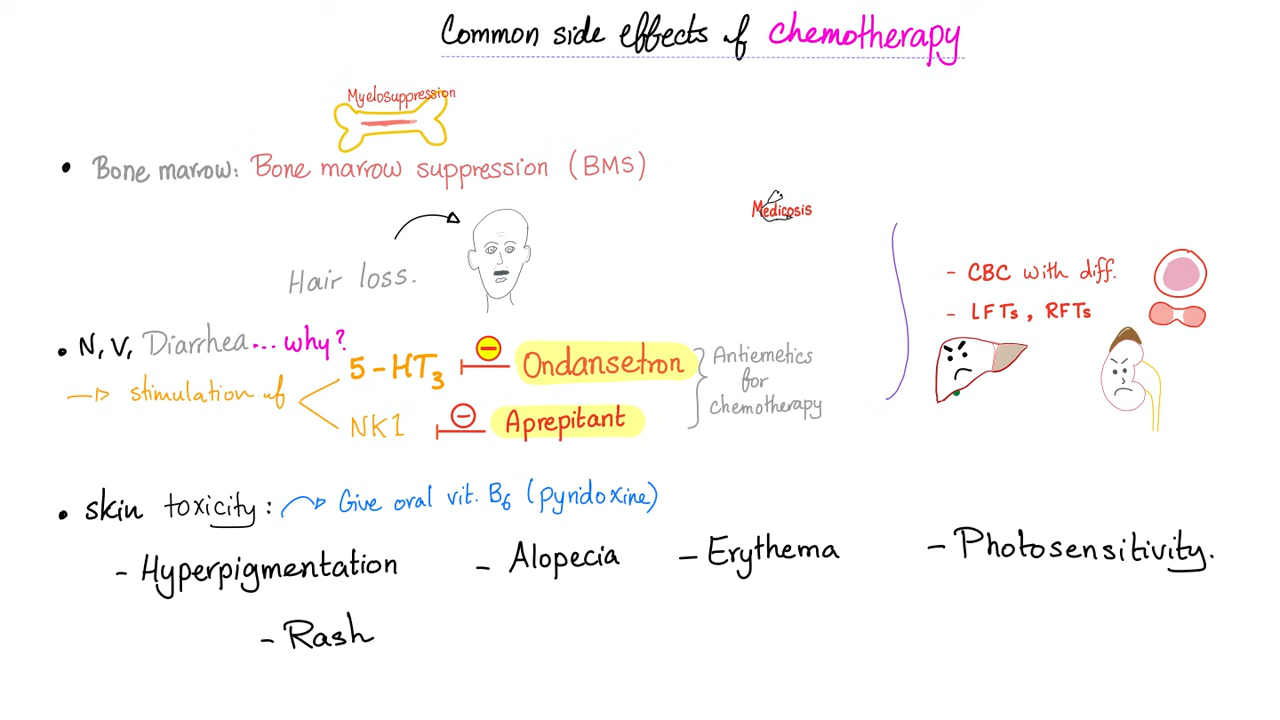 Common side effects of chemotherapy
Myelosuppression
• Bone marrow: Bone marrow suppression (BMS)
Medicosis
Hair loss.
- CBC with diff.
- LFTs, RFTs
• N, V, Diarrhea... why?
→ stimulation of
5-HT3 Ondansetron
NK1 Aprepitant
Antiemetics
for
chemotherapy
• skin toxicity: → Give oral vit. B6 (pyridoxine)
- Hyperpigmentation - Alopecia - Erythema - Photosensitivity.
- Rash